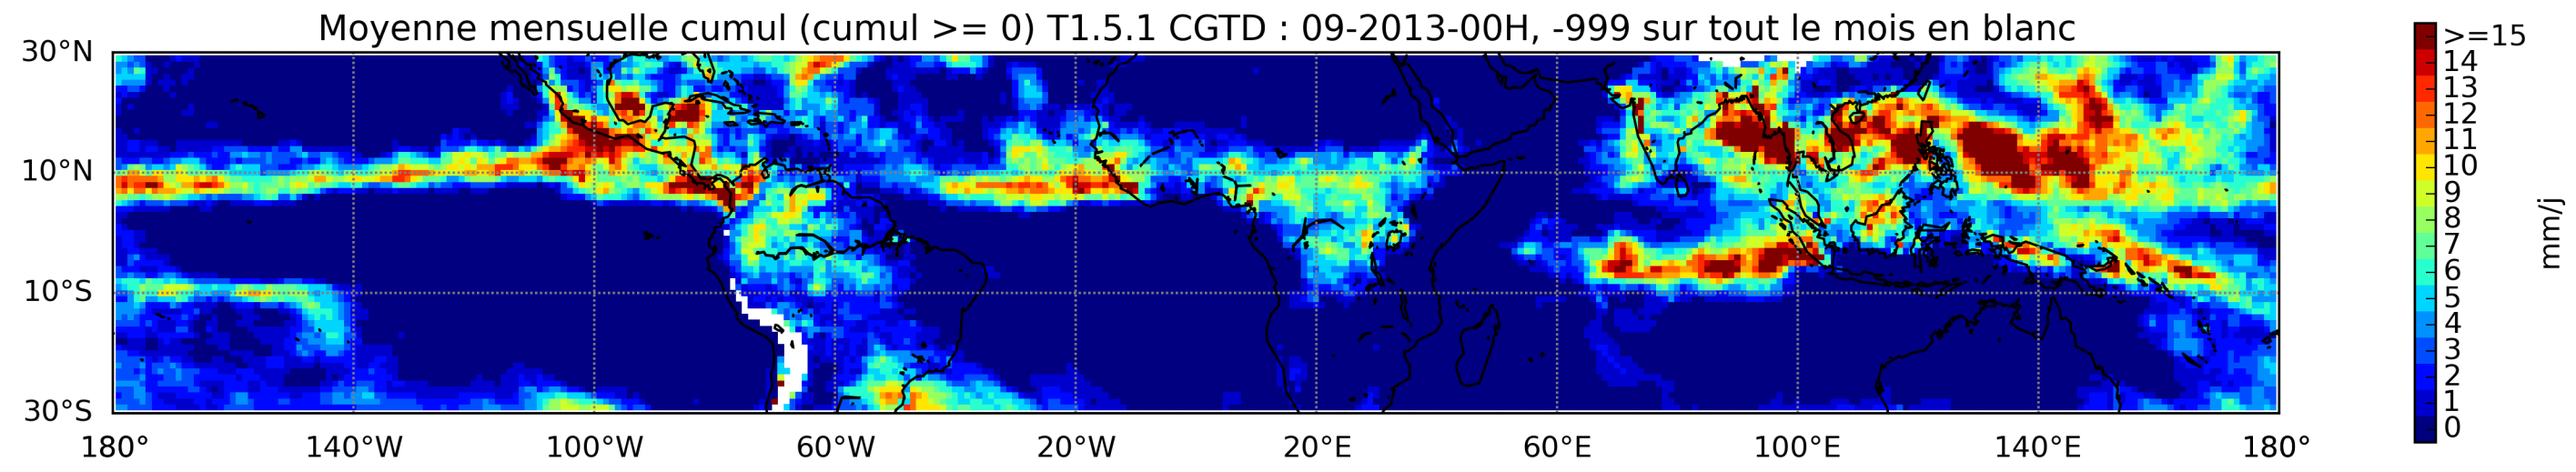 Moyenne mensuelle cumul (cumul >= 0) T1.5.1 CGTD : 09-2013-00H, -999 sur tout le mois en blanc
30°N
10°N
10°S
30°S
180° 140°W 100°W 60°W 20°W 20°E 60°E 100°E 140°E 180°
>=15
14
13
12
11
10
9
8
7
6
5
4
3
2
1
0
mm/j